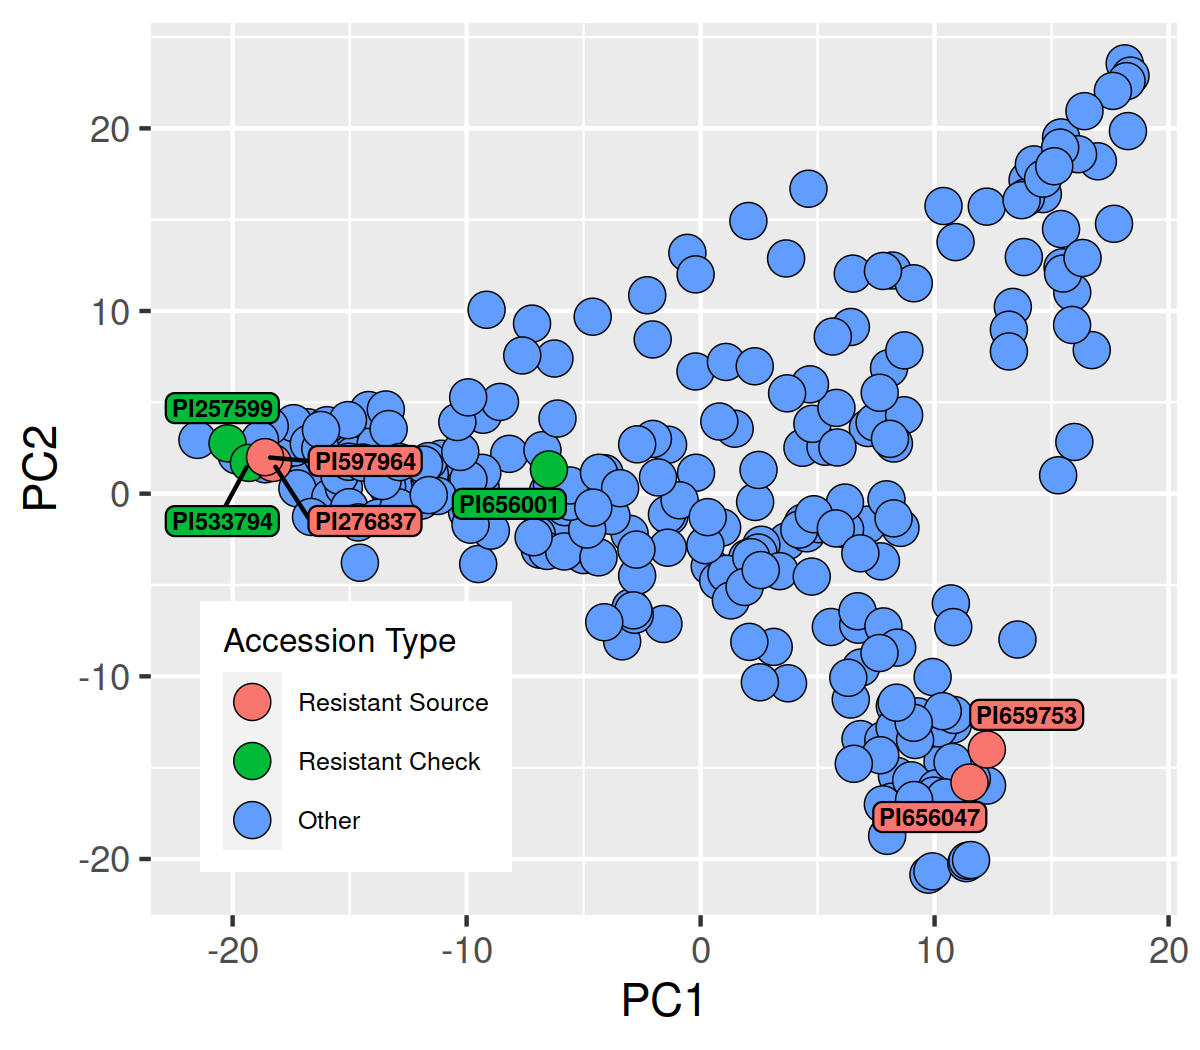 20
10
0
-10
-20
PC2
PI257599
PI597964
PI656001
PI533794
PI276837
Accession Type
Resistant Source
Resistant Check
Other
PI659753
PI656047
-20
-10
0
10
20
PC1